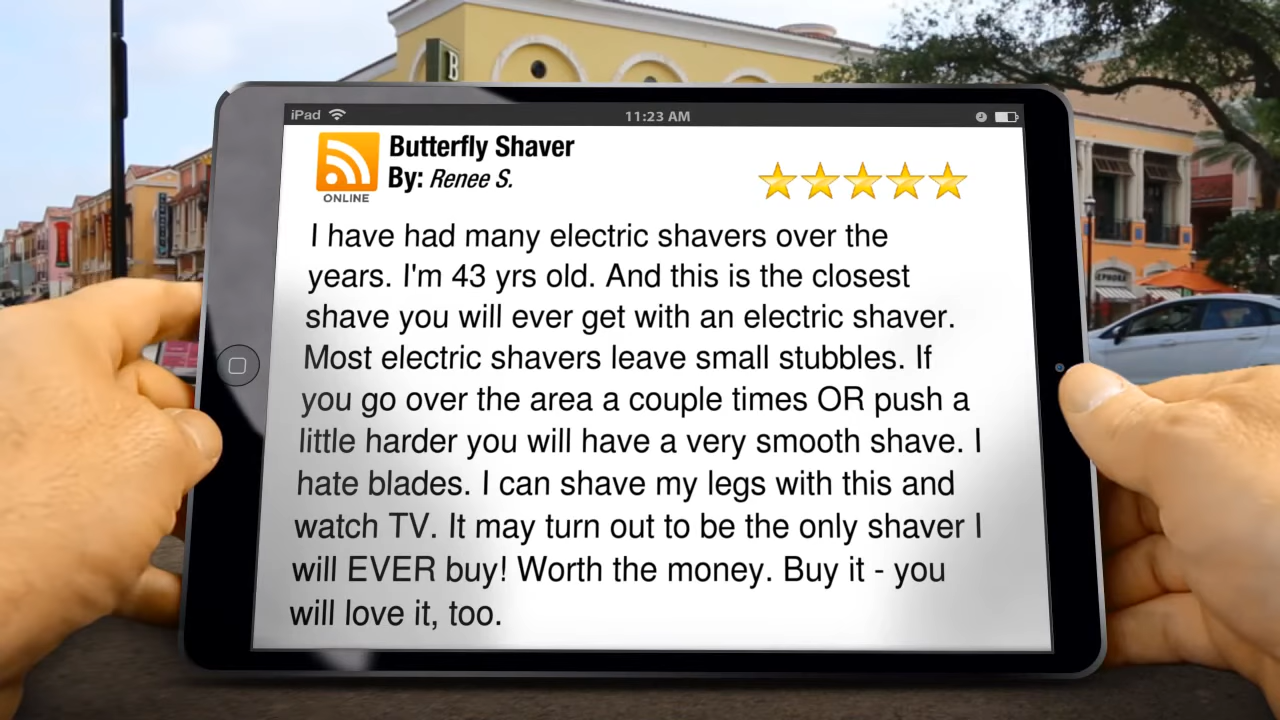 B
iPad
11:23 AM
Butterfly Shaver
By: Renee S.
ONLINE
I have had many electric shavers over the
years. I'm 43 yrs old. And this is the closest
shave you will ever get with an electric shaver.
Most electric shavers leave small stubbles. If
you go over the area a couple times OR push a
little harder you will have a very smooth shave. I
hate blades. I can shave my legs with this and
watch TV. It may turn out to be the only shaver I
will EVER buy! Worth the money. Buy it - you
will love it, too.
SEPHORA